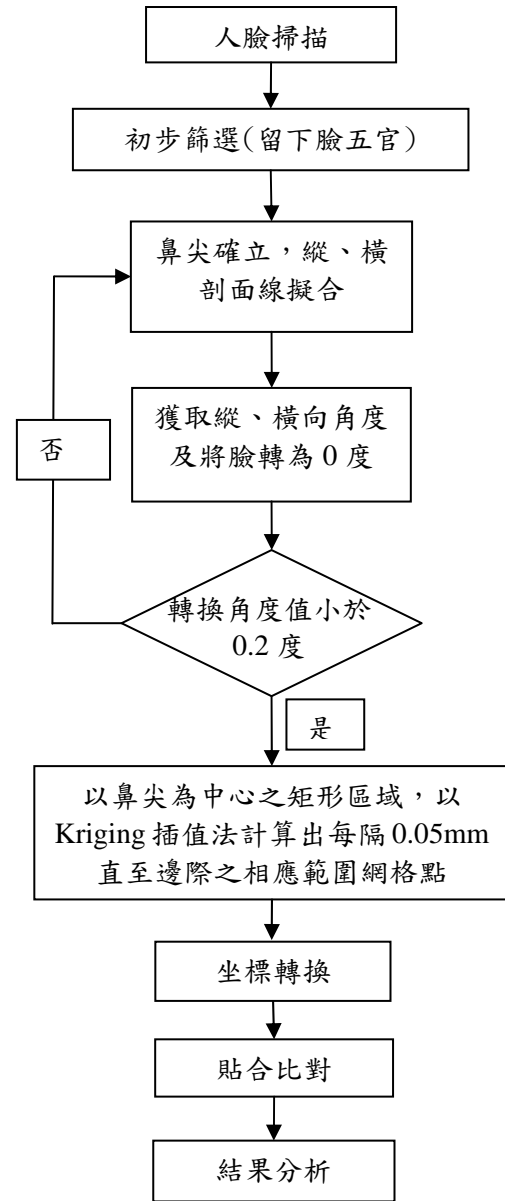 人臉掃描
初步篩選(留下臉五官)
鼻尖確立，縱、橫
剖面線擬合
獲取縱、橫向角度
及將臉轉為 0 度
否
轉換角度值小於
0.2 度
是
以鼻尖為中心之矩形區域，以
Kriging 插值法計算出每隔 0.05mm
直至邊際之相應範圍網格點
坐標轉換
貼合比對
結果分析